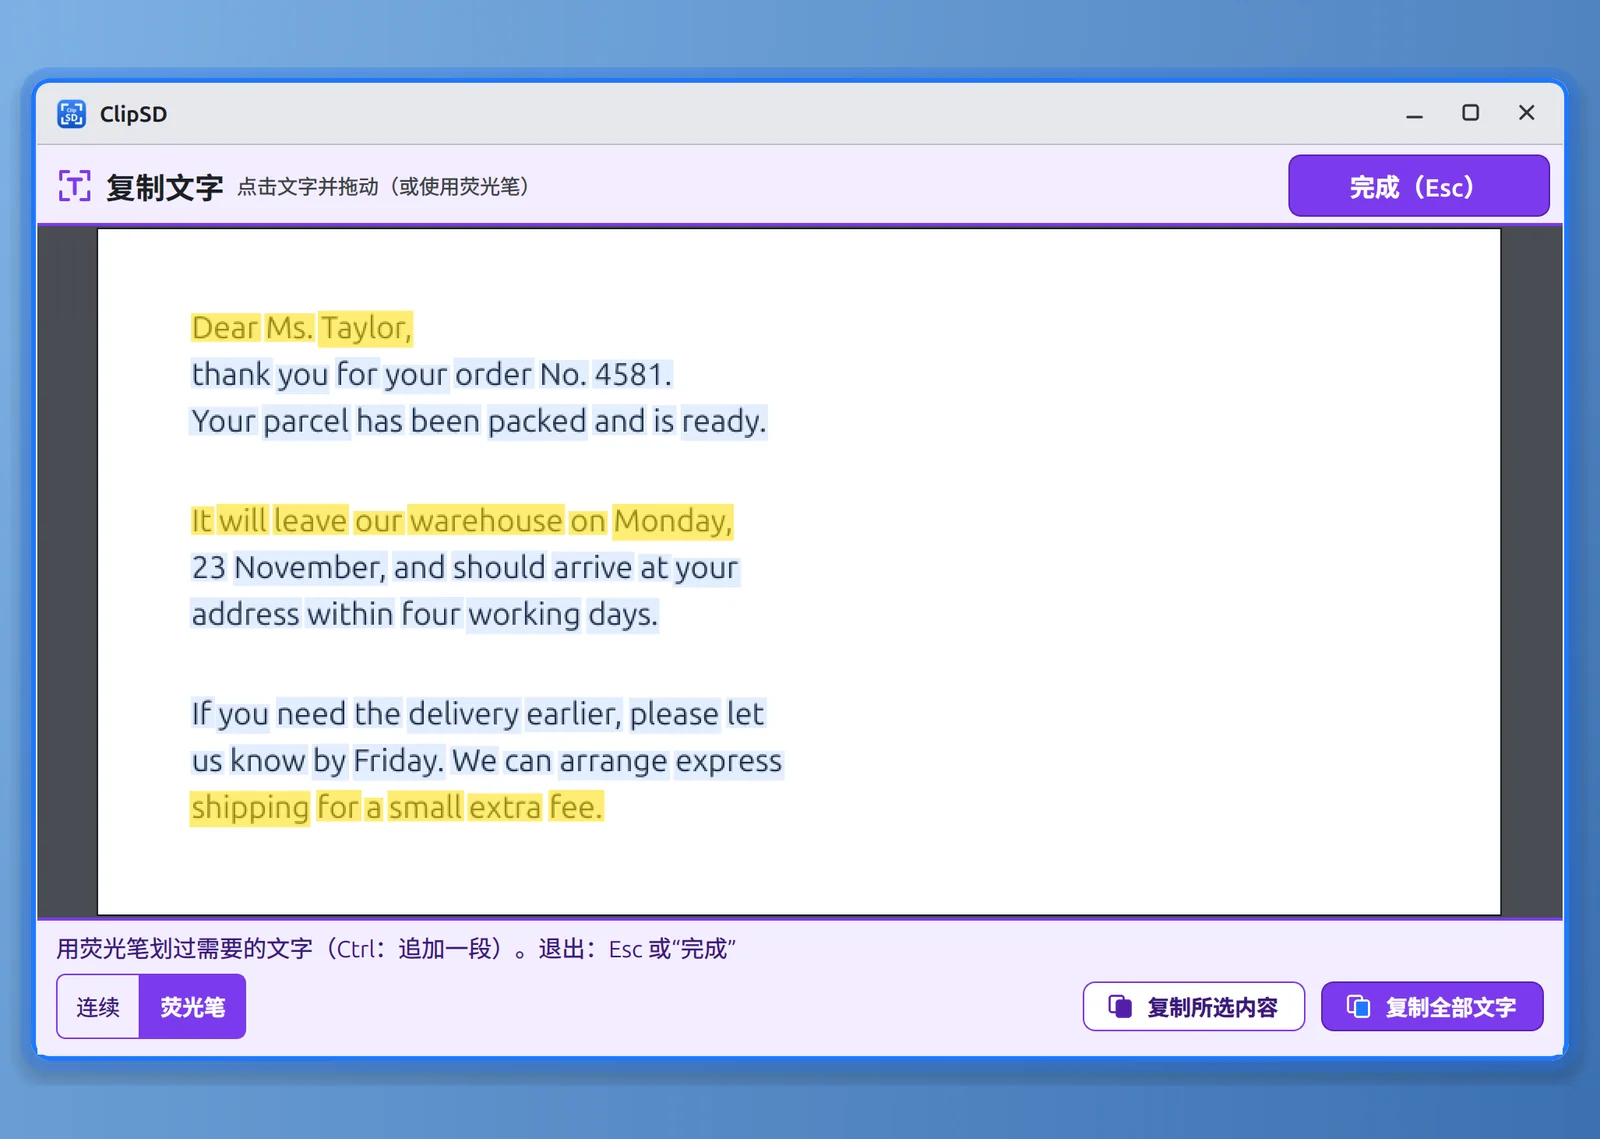 ClipSD
复制文字 点击文字并拖动（或使用荧光笔）
完成（Esc）
Dear Ms. Taylor,
thank you for your order No. 4581.
Your parcel has been packed and is ready.
It will leave our warehouse on Monday,
23 November, and should arrive at your
address within four working days.
If you need the delivery earlier, please let
us know by Friday. We can arrange express
shipping for a small extra fee.
用荧光笔划过需要的文字（Ctrl：追加一段）。退出：Esc 或“完成”
连续 荧光笔 复制所选内容 复制全部文字